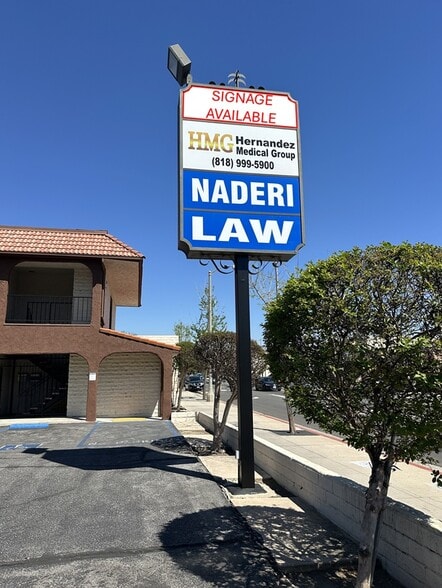 SIGNAGE
AVAILABLE
HMG Hernandez
Medical Group
(818) 999-5900
NADERI
LAW